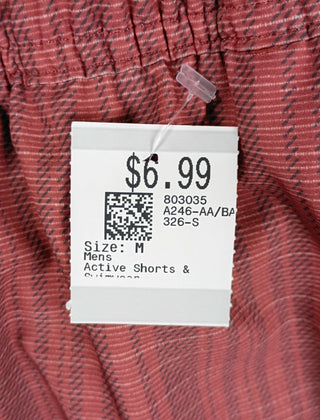 $6.99
803035
A246-AA/BA
326-S
Size: M
Mens
Active Shorts &